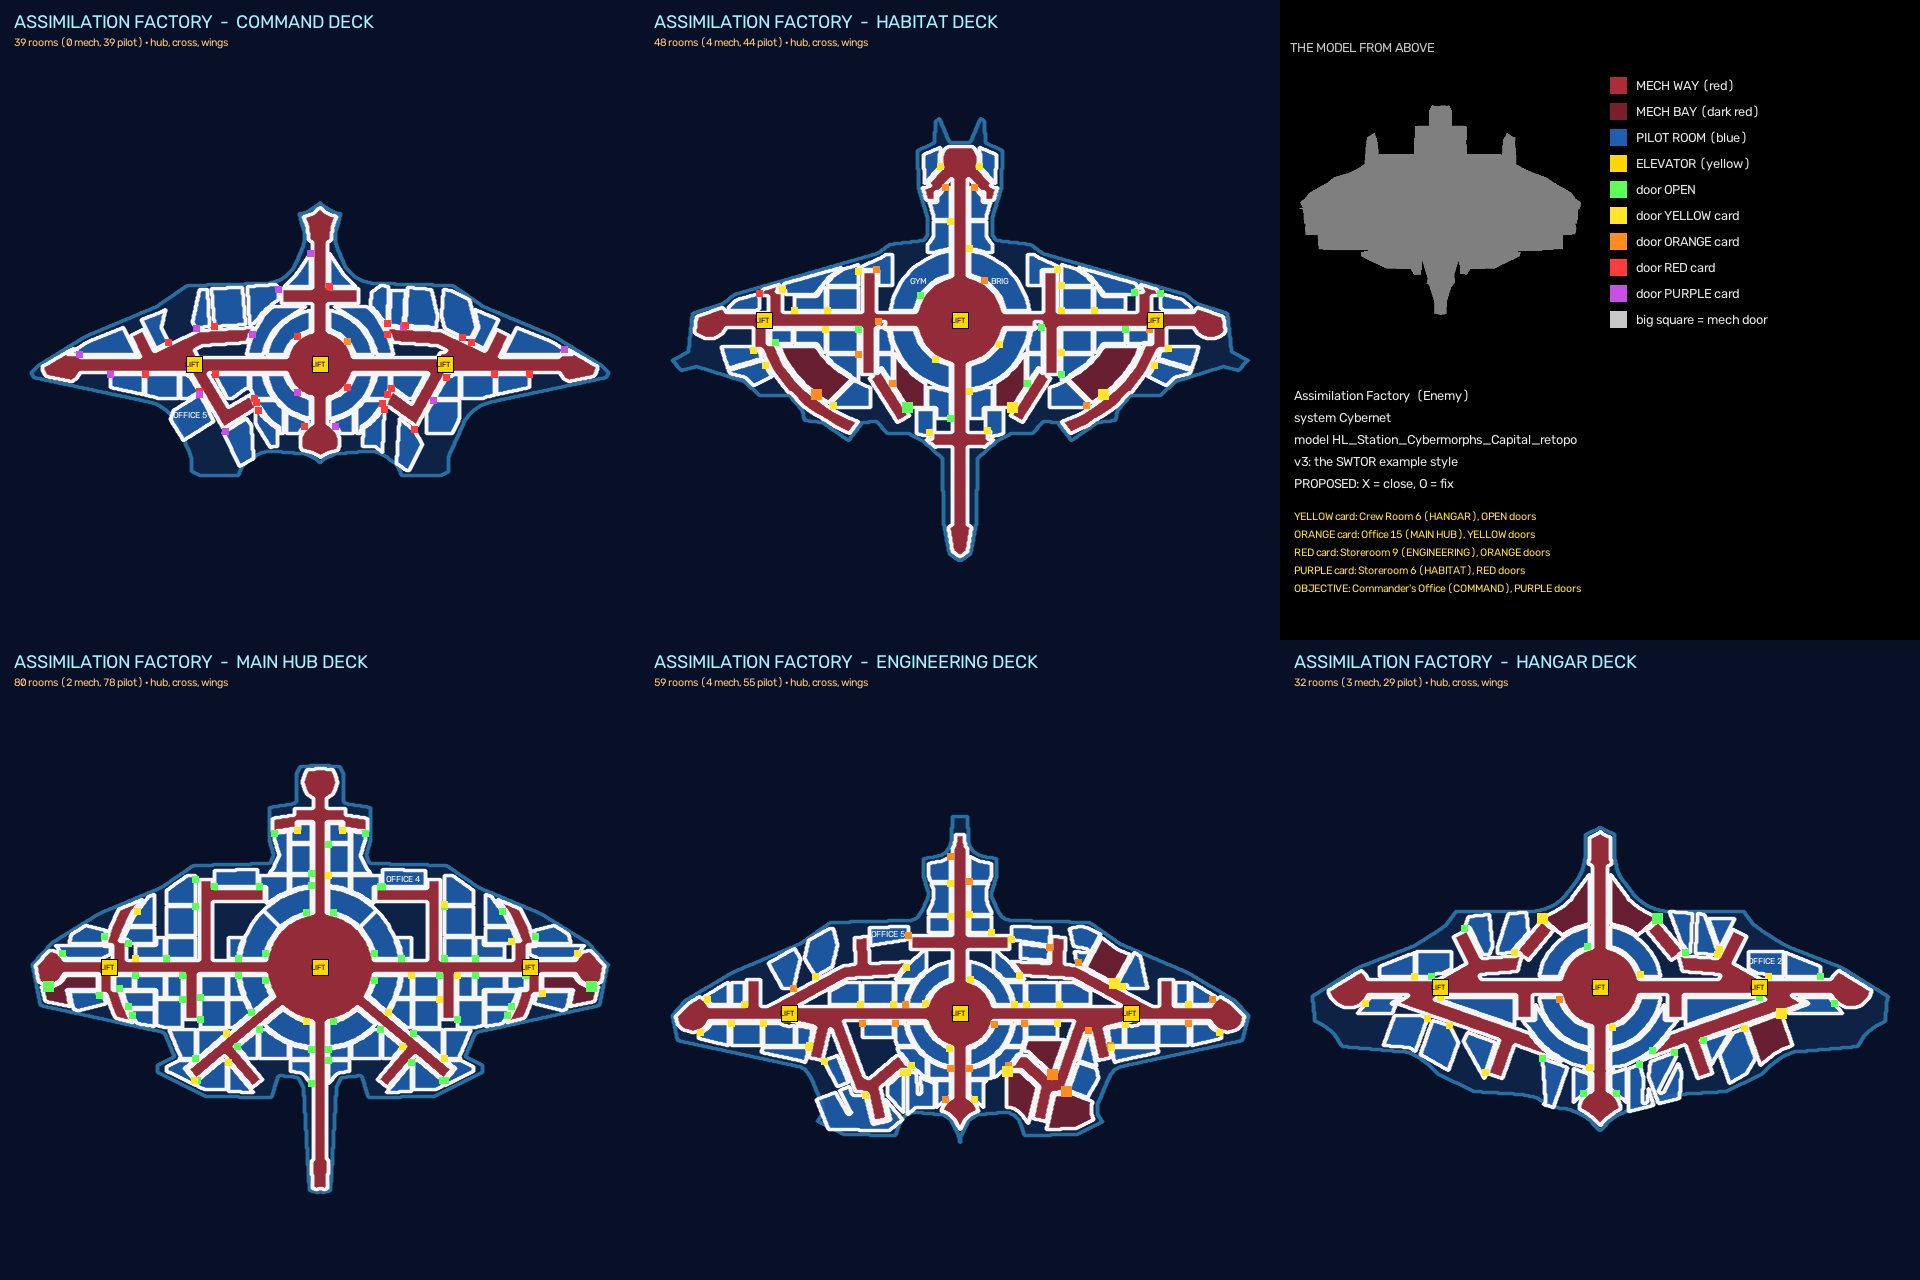 ASSIMILATION FACTORY - COMMAND DECK
39 rooms (0 mech, 39 pilot) • hub, cross, wings
LIFT
LIFT
LIFT
OFFICE 5
ASSIMILATION FACTORY - HABITAT DECK
48 rooms (4 mech, 44 pilot) • hub, cross, wings
GYM
BRIG
LIFT
LIFT
LIFT
THE MODEL FROM ABOVE
MECH WAY (red)
MECH BAY (dark red)
PILOT ROOM (blue)
ELEVATOR (yellow)
door OPEN
door YELLOW card
door ORANGE card
door RED card
door PURPLE card
big square = mech door
Assimilation Factory (Enemy)
system Cybernet
model HL_Station_Cybermorphs_Capital_retopo
v3: the SWTOR example style
PROPOSED: X = close, O = fix
YELLOW card: Crew Room 6 (HANGAR), OPEN doors
ORANGE card: Office 15 (MAIN HUB), YELLOW doors
RED card: Storeroom 9 (ENGINEERING), ORANGE doors
PURPLE card: Storeroom 6 (HABITAT), RED doors
OBJECTIVE: Commander's Office (COMMAND), PURPLE doors
ASSIMILATION FACTORY - MAIN HUB DECK
80 rooms (2 mech, 78 pilot) • hub, cross, wings
OFFICE 4
LIFT
LIFT
LIFT
ASSIMILATION FACTORY - ENGINEERING DECK
59 rooms (4 mech, 55 pilot) • hub, cross, wings
OFFICE 5
LIFT
LIFT
LIFT
ASSIMILATION FACTORY - HANGAR DECK
32 rooms (3 mech, 29 pilot) • hub, cross, wings
OFFICE 2
LIFT
LIFT
LIFT